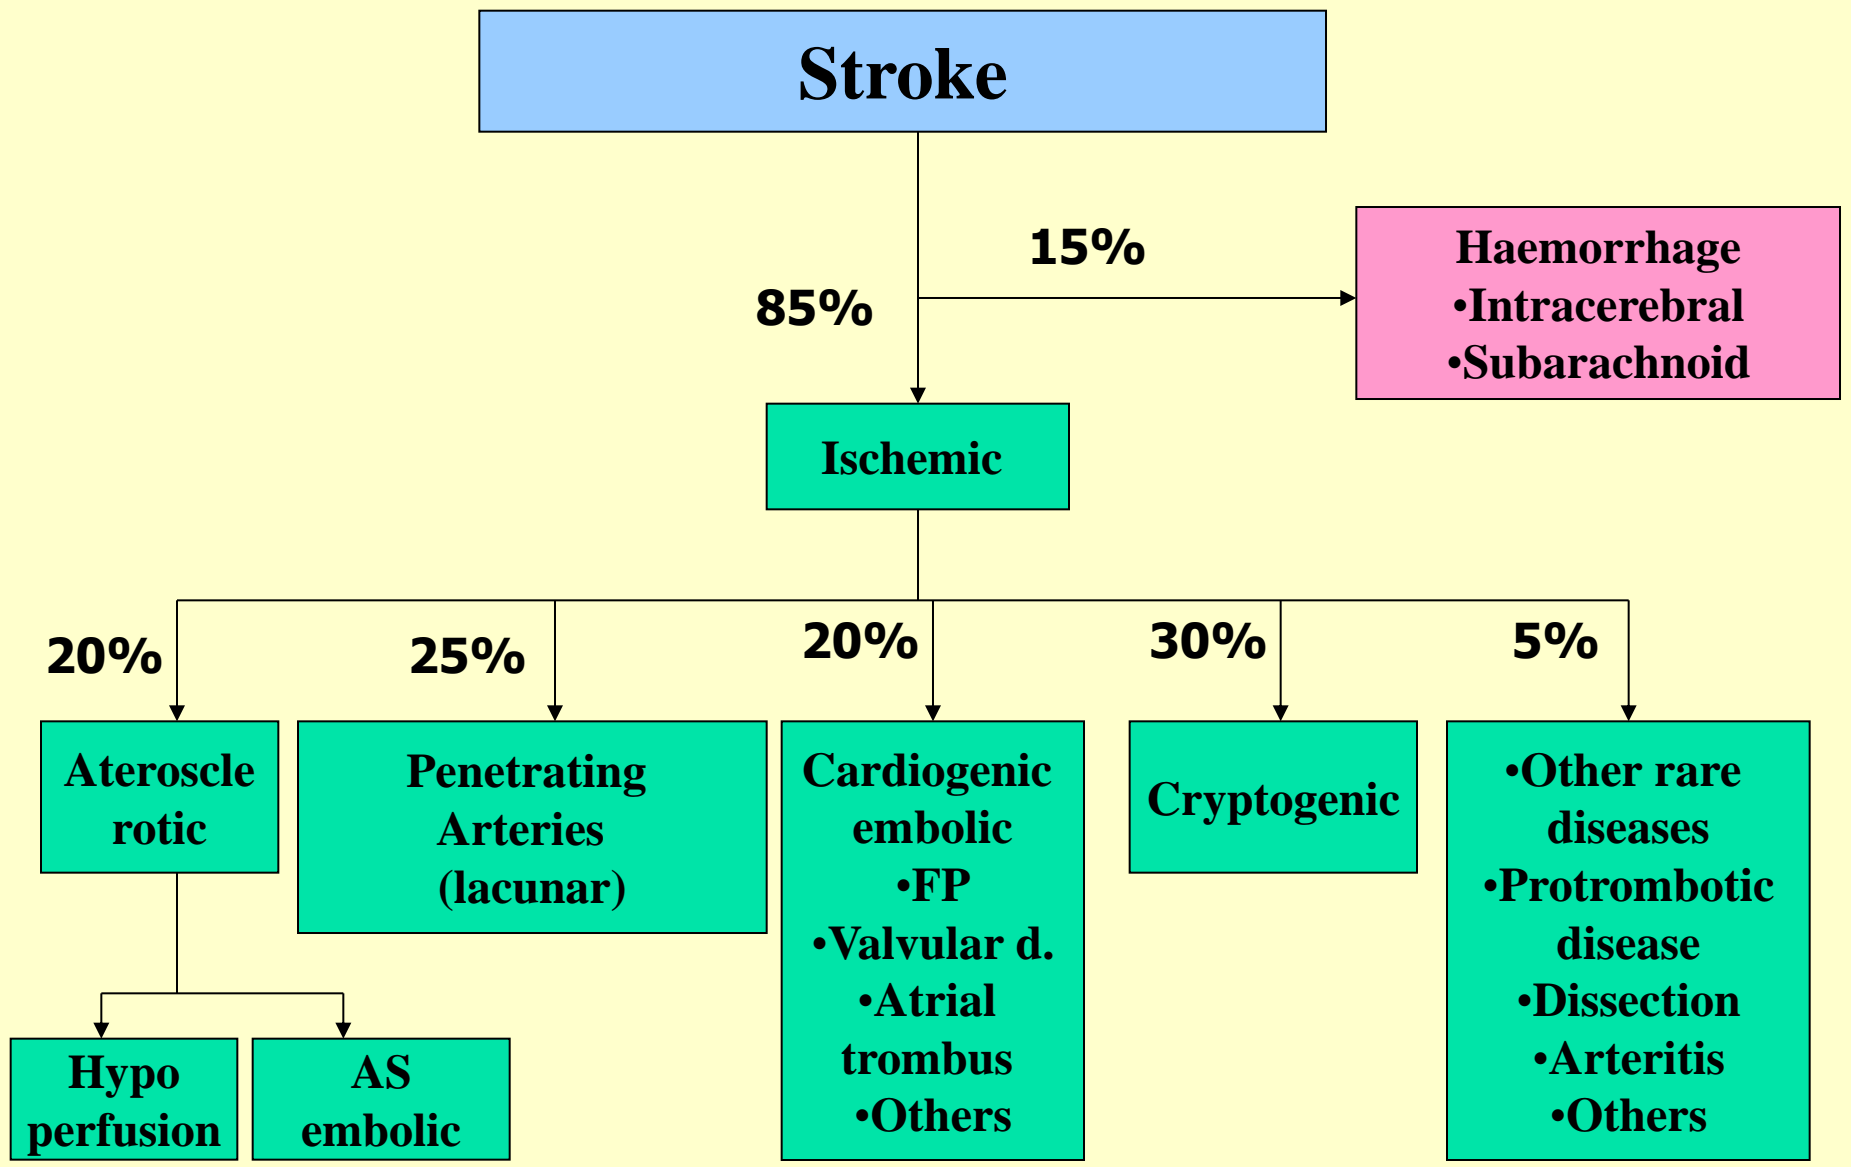 Stroke
15%
85%
Haemorrhage
•Intracerebral
•Subarachnoid
Ischemic
20%
25%
20%
30%
5%
Ateroscle
rotic
Penetrating
Arteries
(lacunar)
Cardiogenic
embolic
•FP
•Valvular d.
•Atrial
trombus
•Others
Cryptogenic
•Other rare
diseases
•Protrombotic
disease
•Dissection
•Arteritis
•Others
Hypo
perfusion
AS
embolic